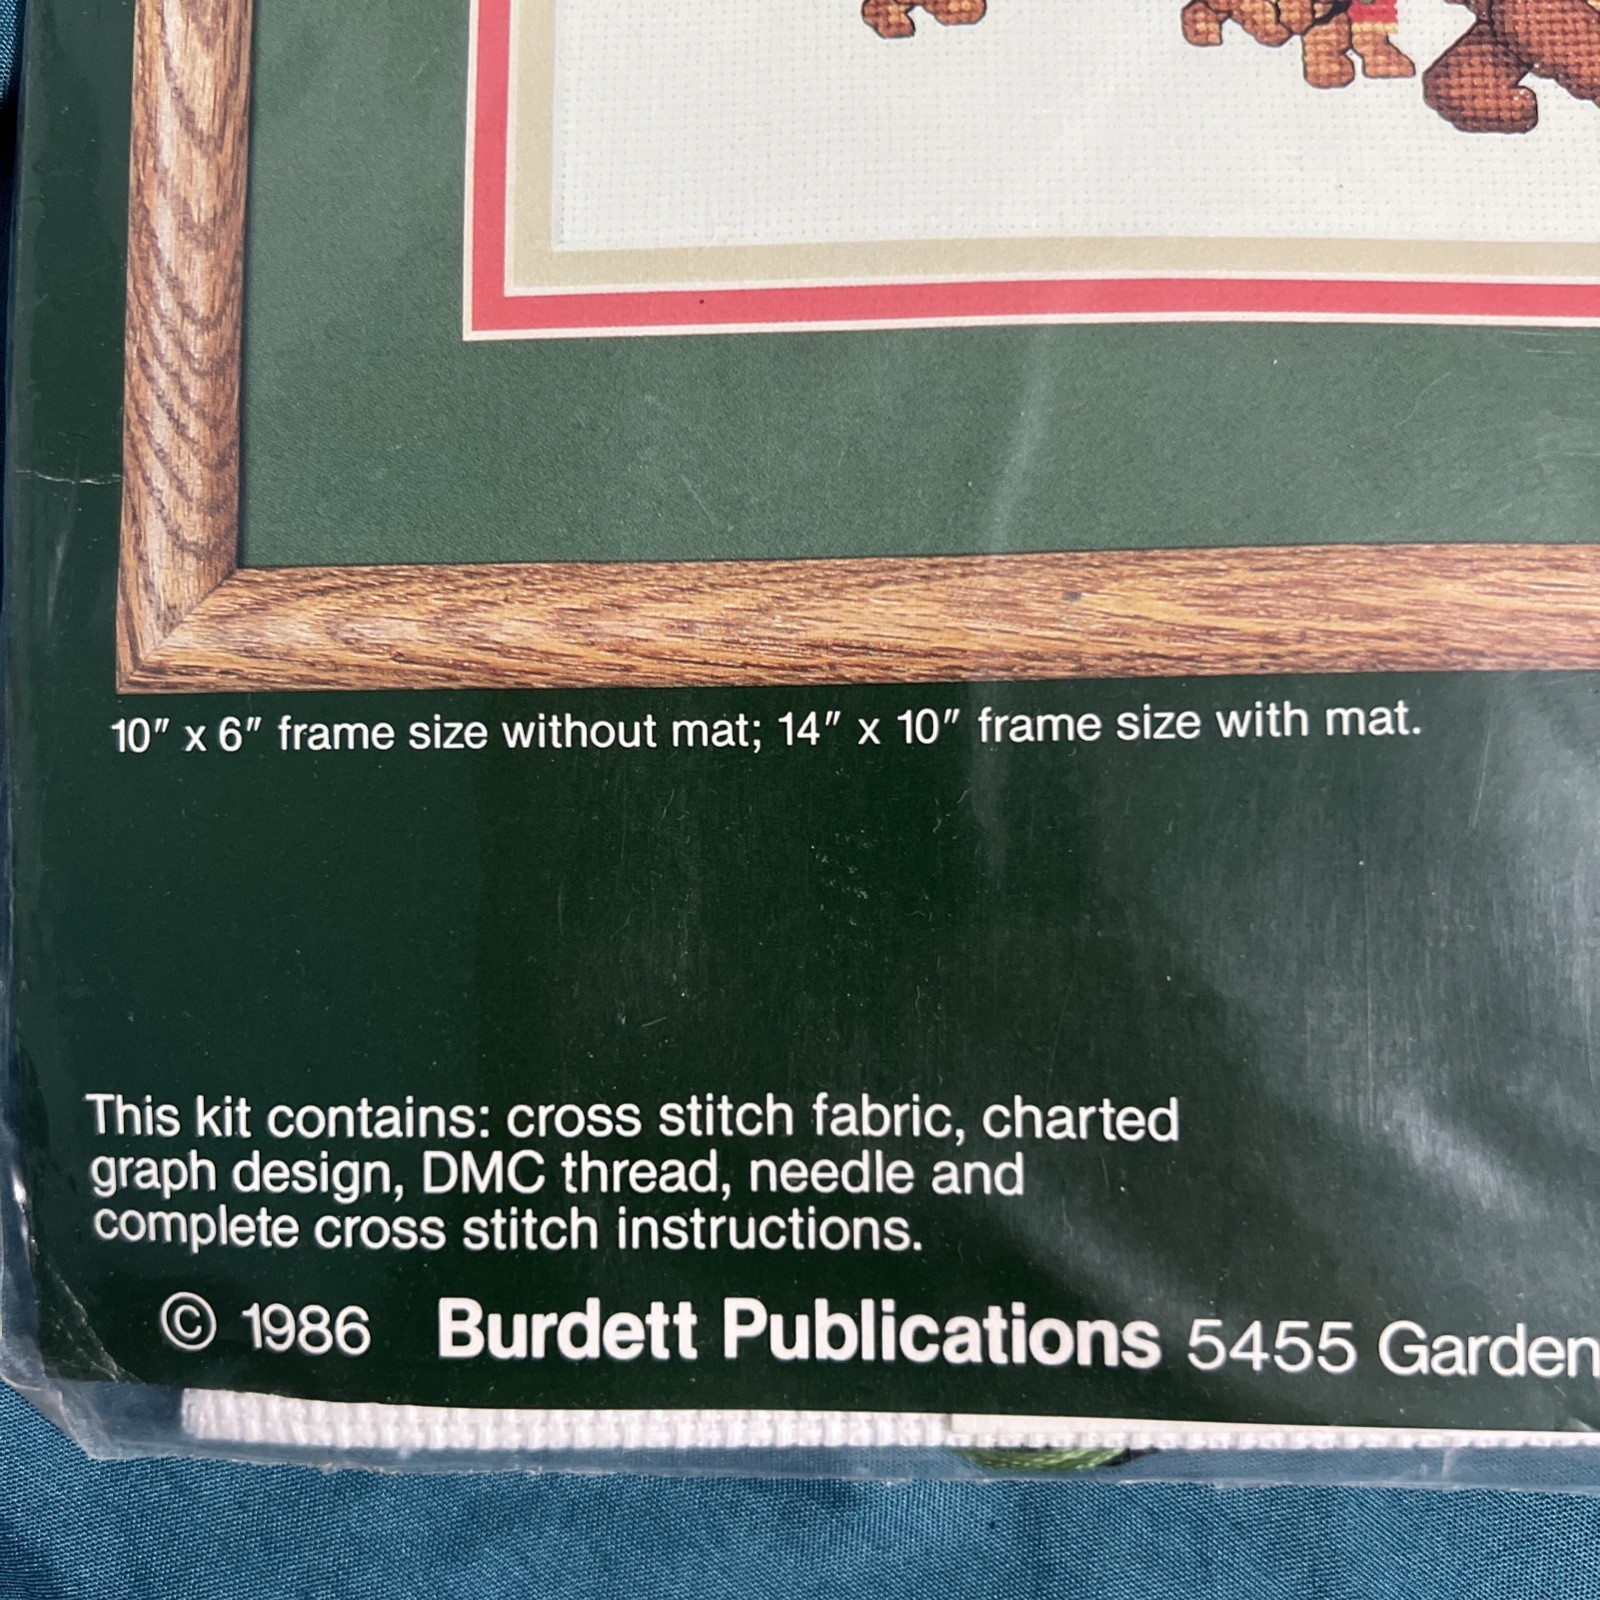 10" x 6" frame size without mat; 14" x 10" frame size with mat.
This kit contains: cross stitch fabric, charted
graph design, DMC thread, needle and
complete cross stitch instructions.
© 1986 Burdett Publications 5455 Garden